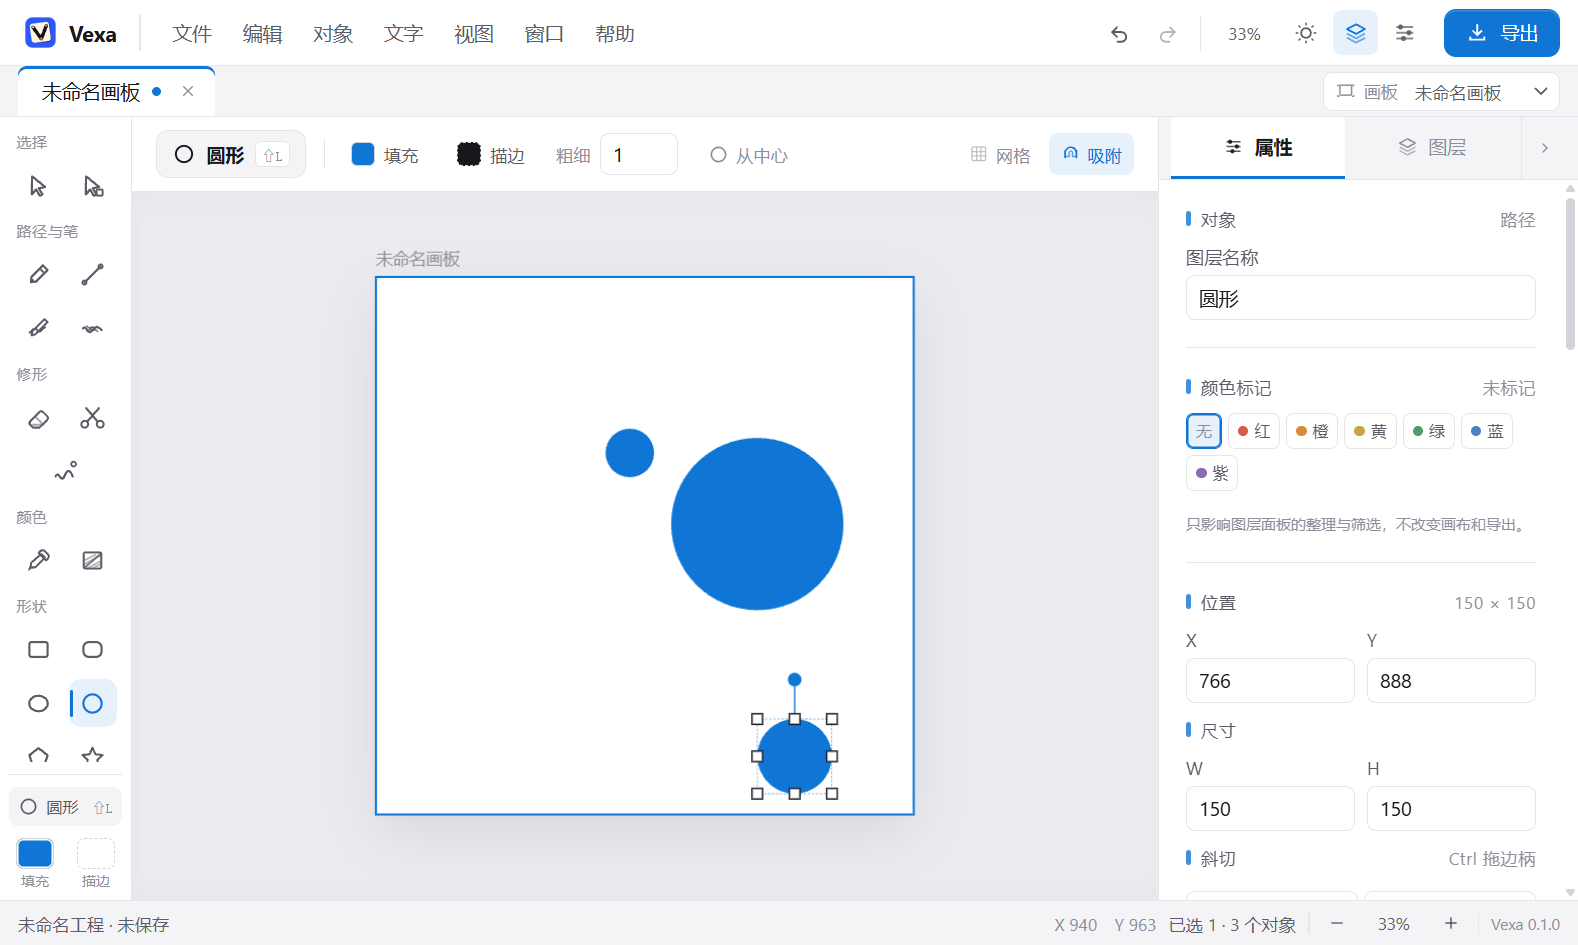 Vexa 文件 编辑 对象 文字 视图 窗口 帮助 33% 导出
未命名画板 画板 未命名画板
选择
圆形 ⇧L 填充 描边 粗细 1 从中心 网格 吸附
属性 图层
路径与笔
修形
颜色
形状
圆形 ⇧L
填充 描边
未命名画板
对象 路径
图层名称
圆形
颜色标记 未标记
无 红 橙 黄 绿 蓝
紫
只影响图层面板的整理与筛选，不改变画布和导出。
位置 150 × 150
X Y
766 888
尺寸
W H
150 150
斜切 Ctrl 拖边柄
未命名工程 · 未保存 X 940 Y 963 已选 1 · 3 个对象 33% Vexa 0.1.0